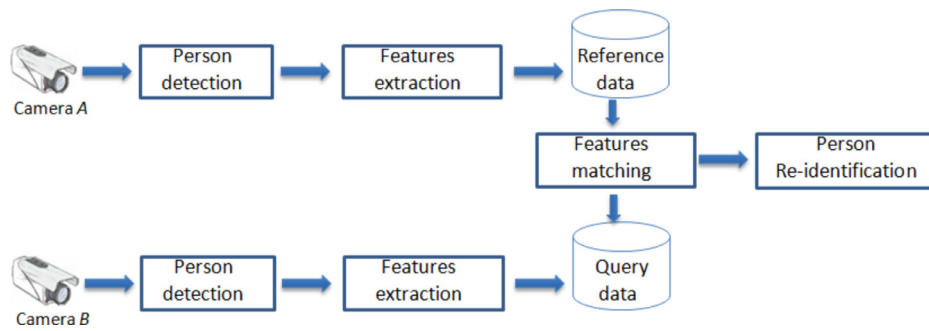 Person
detection
Features
extraction
Reference
data
Camera A
Features
matching
Person
Re-identification
Person
detection
Features
extraction
Query
data
Camera B